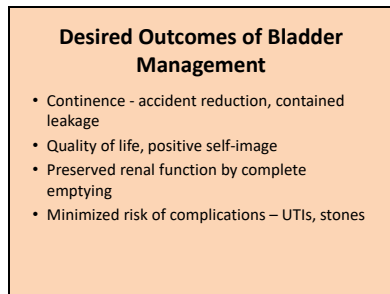 Desired Outcomes of Bladder
Management
• Continence - accident reduction, contained
leakage
• Quality of life, positive self-image
• Preserved renal function by complete
emptying
• Minimized risk of complications – UTIs, stones